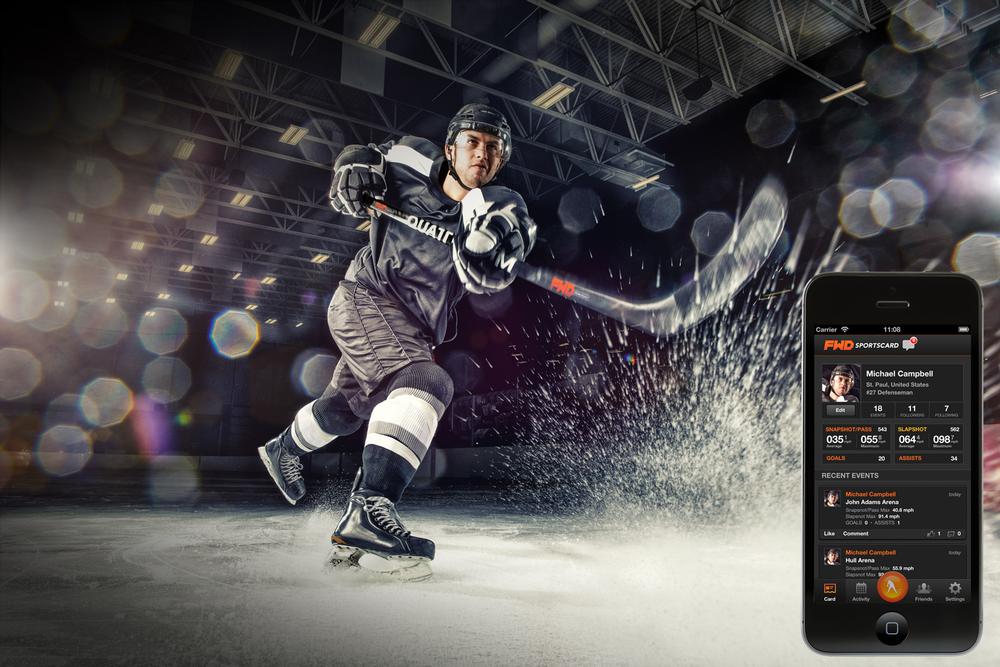 QUATT
FWD
Carrier 11:08
FWD SPORTSCARD
Michael Campbell
St. Paul, United States
#27 Defenseman
Edit
18 11 7
EVENTS FOLLOWERS FOLLOWING
SNAPSHOT/PASS 543
035 055
Average Maximum
SLAPSHOT 562
064 098
Average Maximum
GOALS 20
ASSISTS 34
RECENT EVENTS
Michael Campbell today
John Adams Arena
Snapshot/Pass Max 40.8 mph
Slapshot Max 91.4 mph
GOALS 0 · ASSISTS 1
Like Comment 1 0
Michael Campbell today
Hull Arena
Snapshot/Pass Max 55.9 mph
Slapshot Max
Card Activity Friends Settings